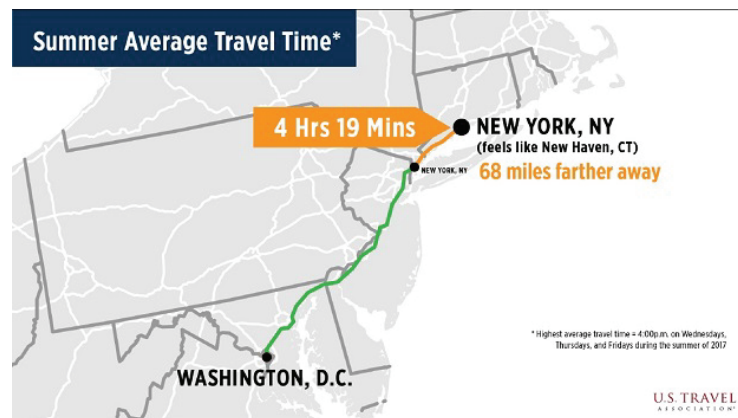 Summer Average Travel Time*
4 Hrs 19 Mins
NEW YORK, NY
(feels like New Haven, CT)
NEW YORK, NY
68 miles farther away
* Highest average travel time = 4:00p.m. on Wednesdays,
Thursdays, and Fridays during the summer of 2017
WASHINGTON, D.C.
U.S. TRAVEL
ASSOCIATION